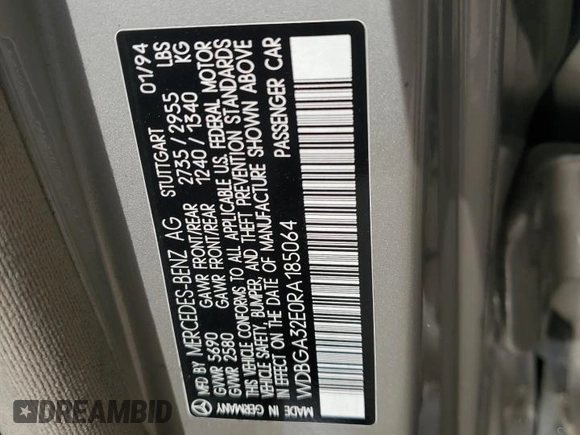 MFD BY MERCEDES-BENZ AG STUTTGART 01/94
GVWR 5690 GAWR FRONT/REAR 2735 / 2955 LBS
GVWR 2580 GAWR FRONT/REAR 1240 / 1340 KG
THIS VEHICLE CONFORMS TO ALL APPLICABLE U.S. FEDERAL MOTOR
VEHICLE SAFETY, BUMPER, AND THEFT PREVENTION STANDARDS
IN EFFECT ON THE DATE OF MANUFACTURE SHOWN ABOVE
WDBGA32E0RA185064 PASSENGER CAR
MADE IN GERMANY
DREAMBID